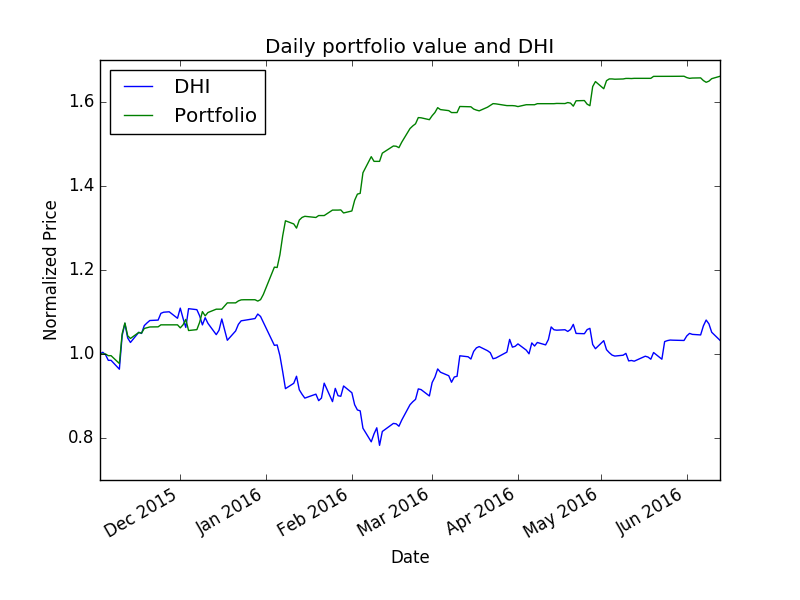 Daily portfolio value and DHI
DHI
Portfolio
1.6
1.4
1.2
1.0
0.8
Normalized Price
Dec 2015
Jan 2016
Feb 2016
Mar 2016
Apr 2016
May 2016
Jun 2016
Date